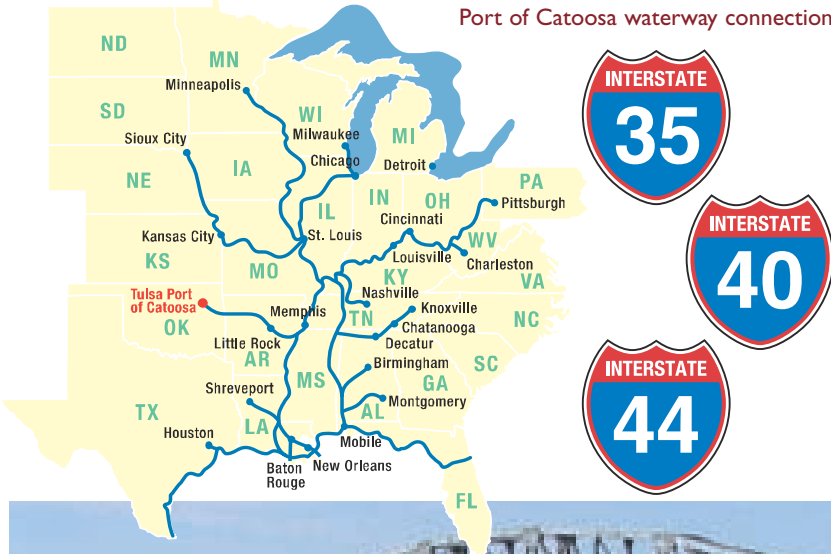 Port of Catoosa waterway connection
ND
MN
Minneapolis
SD
WI
Sioux City
Milwaukee
MI
Chicago
Detroit
NE
IA
PA
IL
IN
OH
Pittsburgh
Cincinnati
Kansas City
St. Louis
WV
Louisville
Charleston
KS
MO
KY
VA
Tulsa Port
of Catoosa
Nashville
Knoxville
Memphis
TN
Chatanooga
NC
OK
Decatur
Little Rock
AR
Birmingham
SC
Shreveport
MS
GA
Montgomery
TX
AL
LA
Houston
Mobile
Baton
Rouge
New Orleans
FL
INTERSTATE
35
INTERSTATE
40
INTERSTATE
44